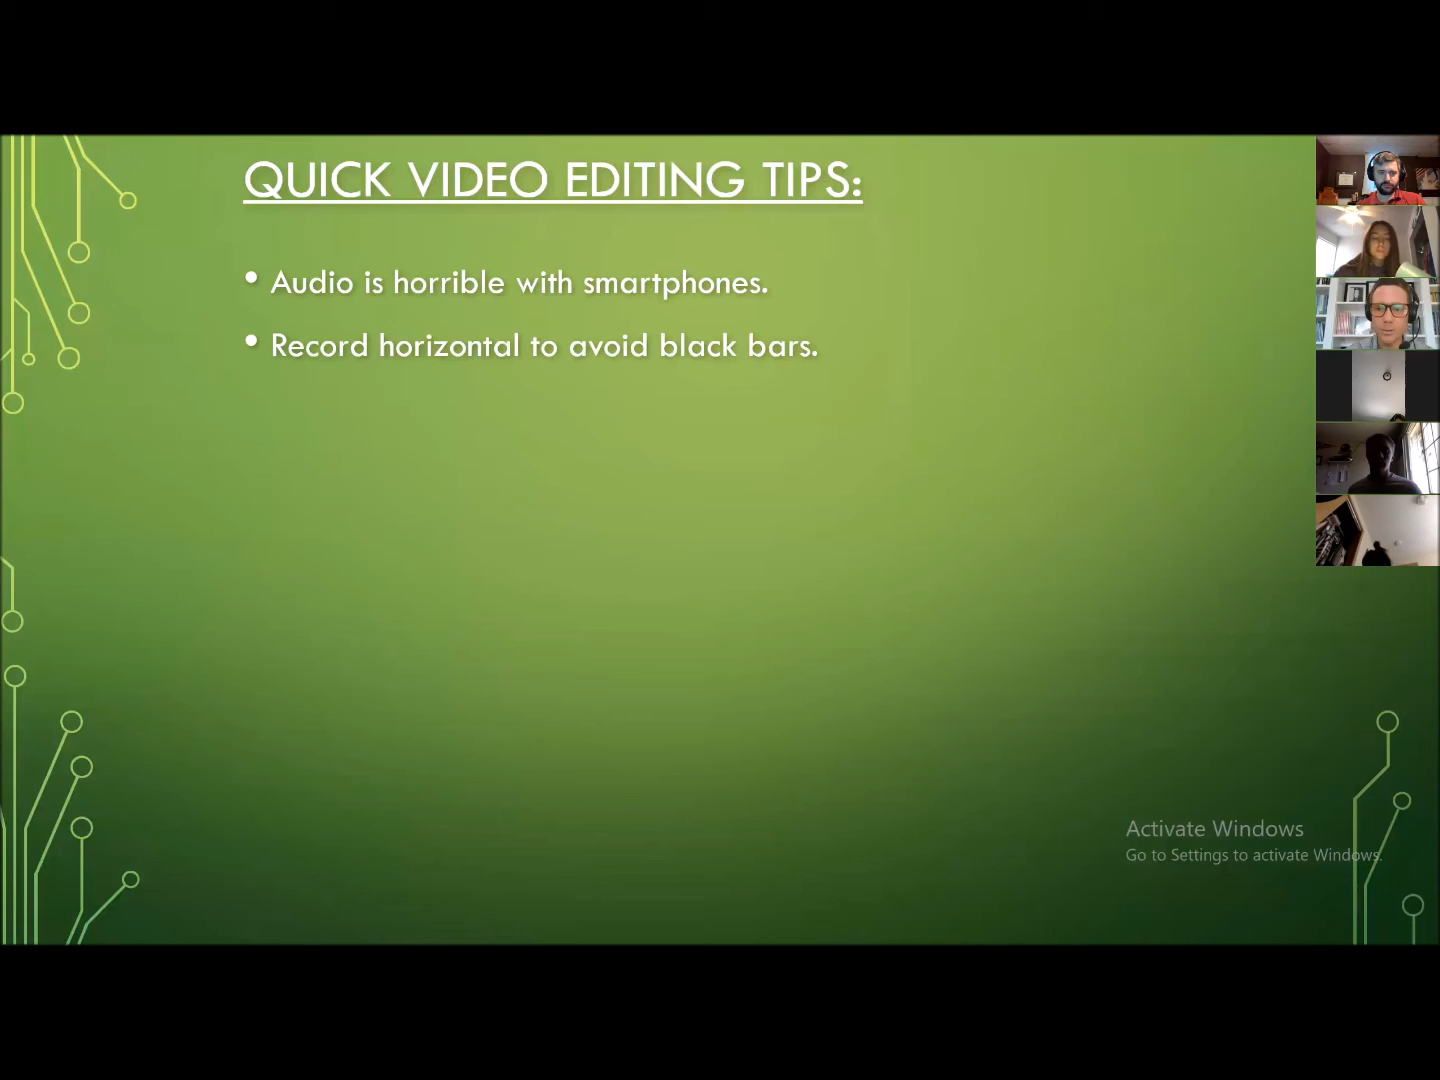 QUICK VIDEO EDITING TIPS:
• Audio is horrible with smartphones.
• Record horizontal to avoid black bars.
Activate Windows
Go to Settings to activate Windows.